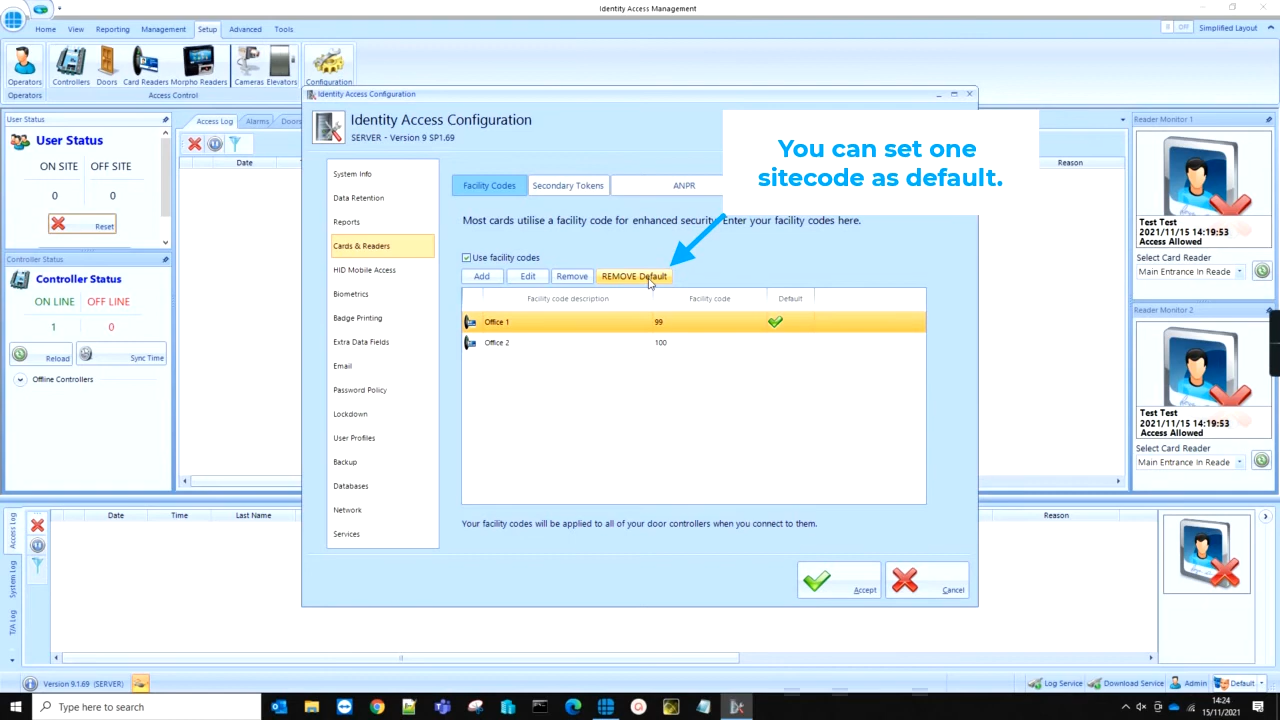 Identity Access Management
Home View Reporting Management Setup Advanced Tools
OFF Simplified Layout
Operators Controllers Doors Card Readers Morpho Readers Cameras Elevators Configuration
Operators Access Control
User Status
User Status
ON SITE OFF SITE
0 0
Reset
Controller Status
Controller Status
ON LINE OFF LINE
1 0
Reload Sync Time
Offline Controllers
Access Log Alarms Doors
Date
Identity Access Configuration
Identity Access Configuration
SERVER - Version 9 SP1.69
System Info
Data Retention
Reports
Cards & Readers
HID Mobile Access
Biometrics
Badge Printing
Extra Data Fields
Email
Password Policy
Lockdown
User Profiles
Backup
Databases
Network
Services
Facility Codes Secondary Tokens ANPR
Most cards utilise a facility code for enhanced security. Enter your facility codes here.
Use facility codes
Add Edit Remove REMOVE Default
Facility code description Facility code Default
Office 1 99
Office 2 100
Your facility codes will be applied to all of your door controllers when you connect to them.
Accept Cancel
You can set one
sitecode as default.
Reason
Reader Monitor 1
Test Test
2021/11/15 14:19:53
Access Allowed
Select Card Reader
Main Entrance In Reade
Reader Monitor 2
Test Test
2021/11/15 14:19:53
Access Allowed
Select Card Reader
Main Entrance In Reade
Access Log
System Log
T/A Log
Date Time Last Name Reason
Version 9.1.69 (SERVER)
Log Service Download Service Admin Default
Type here to search
14:24
15/11/2021